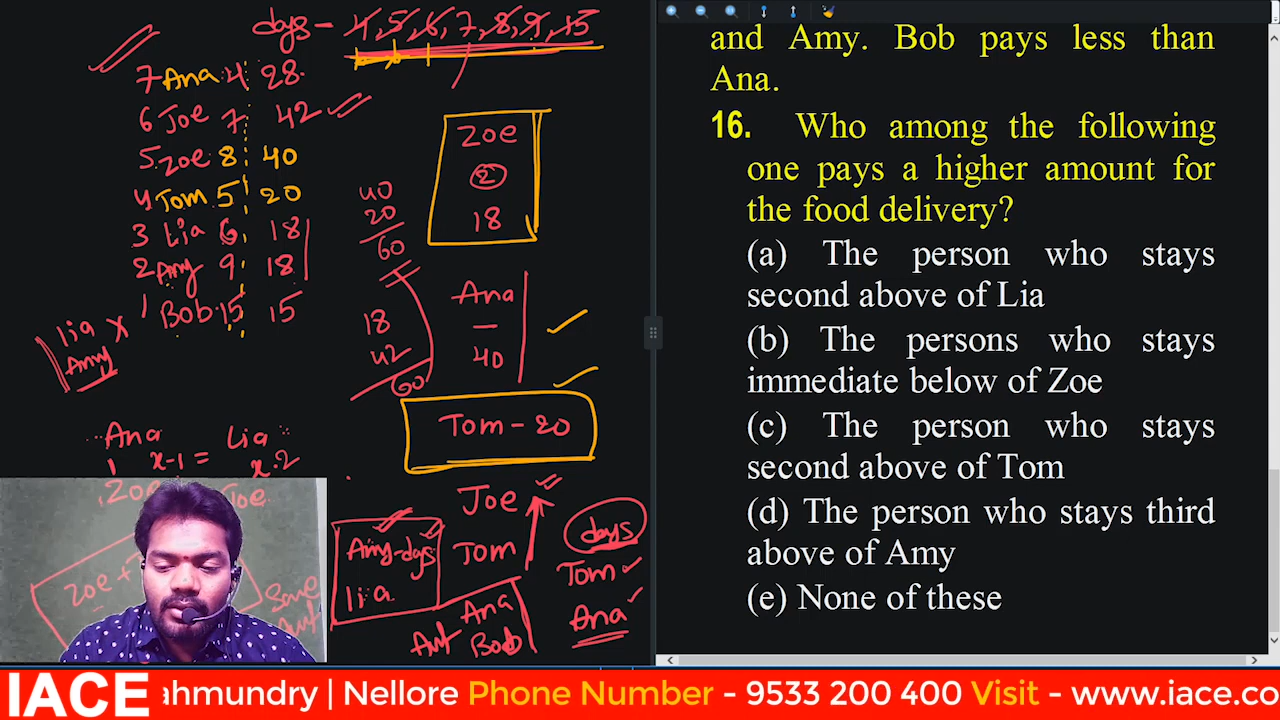 days - 4, 5, 6, 7, 8, 9, 15
7 Ana 4 28
6 Joe 7 42
5 Zoe 8 40
4 Tom 5 20
3 Lia 6 18
2 Amy 9 18
1 Bob 15 15
lia x
Amy
Zoe
2
18
40
20
60
18
42
60
Ana
-
40
Tom - 20
Ana Lia
1 x-1 = x.2
Zoe Joe
Zoe +
Same
Amt
Joe
Tom
Ana
Amt Bob
Amy-days
lia
days
Tom
Ana
and Amy. Bob pays less than
Ana.
16. Who among the following
one pays a higher amount for
the food delivery?
(a) The person who stays
second above of Lia
(b) The persons who stays
immediate below of Zoe
(c) The person who stays
second above of Tom
(d) The person who stays third
above of Amy
(e) None of these
IACE ahmundry | Nellore Phone Number - 9533 200 400 Visit - www.iace.co